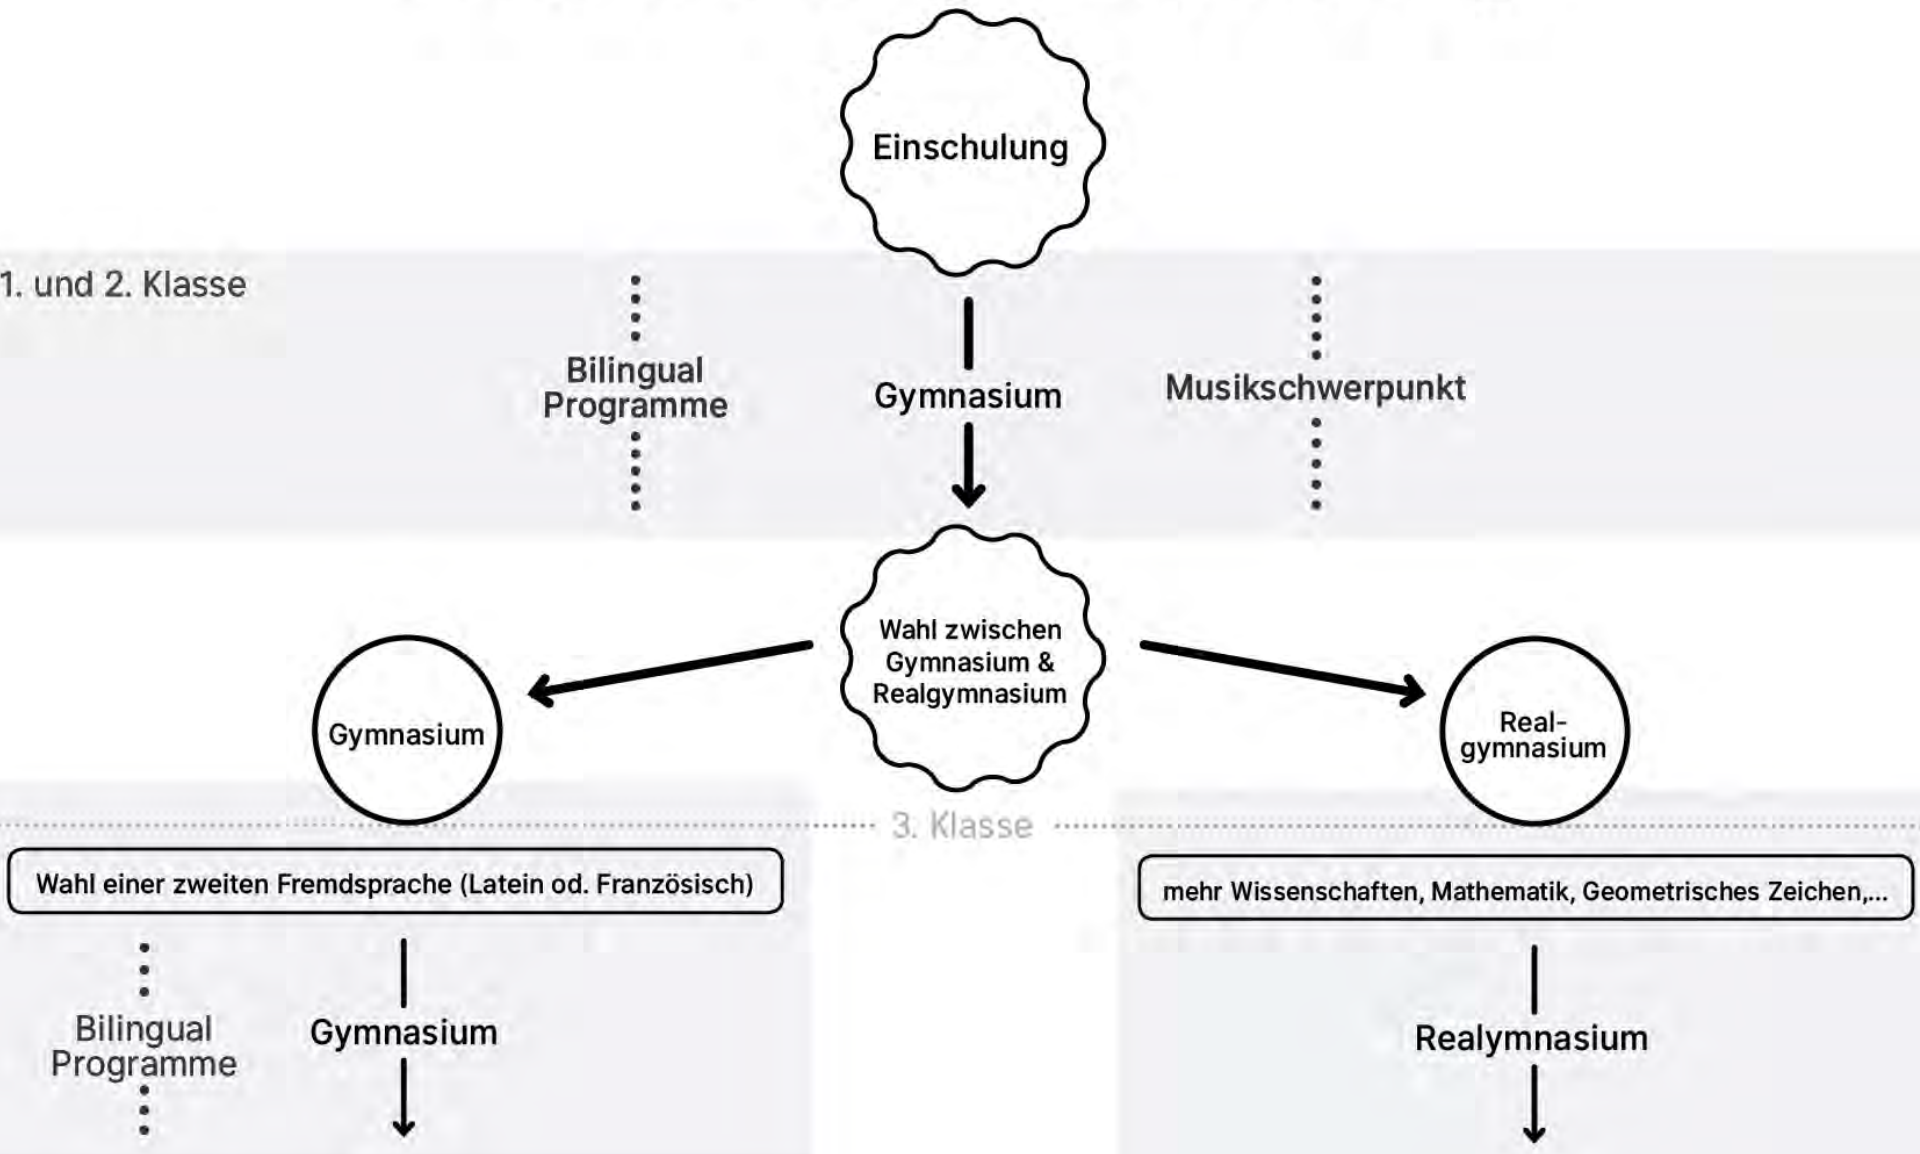 Einschulung
1. und 2. Klasse
Bilingual
Programme
Gymnasium
Musikschwerpunkt
Wahl zwischen
Gymnasium &
Realgymnasium
Gymnasium
Real-
gymnasium
3. Klasse
Wahl einer zweiten Fremdsprache (Latein od. Französisch)
mehr Wissenschaften, Mathematik, Geometrisches Zeichen,...
Bilingual
Programme
Gymnasium
Realymnasium